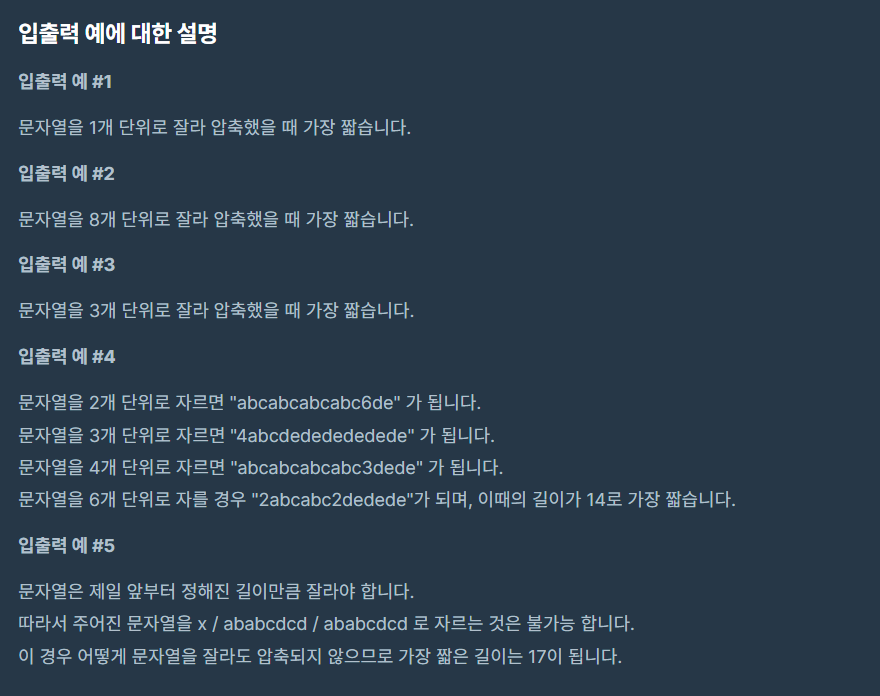 입출력 예에 대한 설명
입출력 예 #1
문자열을 1개 단위로 잘라 압축했을 때 가장 짧습니다.
입출력 예 #2
문자열을 8개 단위로 잘라 압축했을 때 가장 짧습니다.
입출력 예 #3
문자열을 3개 단위로 잘라 압축했을 때 가장 짧습니다.
입출력 예 #4
문자열을 2개 단위로 자르면 "abcabcabcabc6de" 가 됩니다.
문자열을 3개 단위로 자르면 "4abcdededededede" 가 됩니다.
문자열을 4개 단위로 자르면 "abcabcabcabc3dede" 가 됩니다.
문자열을 6개 단위로 자를 경우 "2abcabc2dedede"가 되며, 이때의 길이가 14로 가장 짧습니다.
입출력 예 #5
문자열은 제일 앞부터 정해진 길이만큼 잘라야 합니다.
따라서 주어진 문자열을 x / ababcdcd / ababcdcd 로 자르는 것은 불가능 합니다.
이 경우 어떻게 문자열을 잘라도 압축되지 않으므로 가장 짧은 길이는 17이 됩니다.